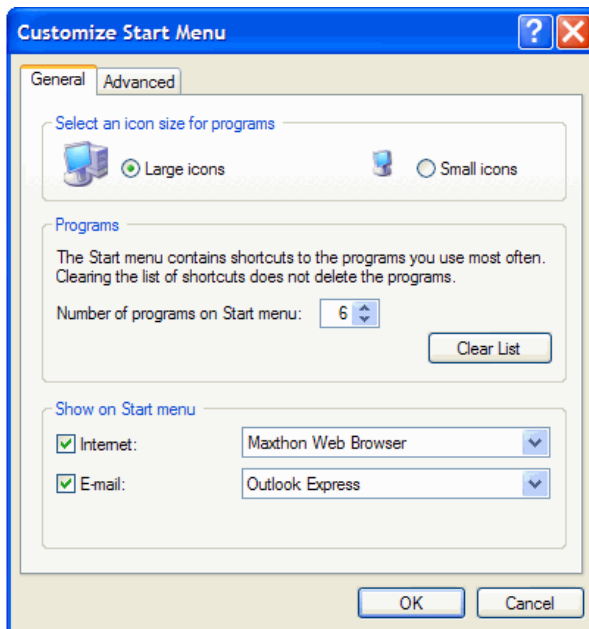 Customize Start Menu
General Advanced
Select an icon size for programs
Large icons Small icons
Programs
The Start menu contains shortcuts to the programs you use most often.
Clearing the list of shortcuts does not delete the programs.
Number of programs on Start menu: 6
Clear List
Show on Start menu
Internet: Maxthon Web Browser
E-mail: Outlook Express
OK Cancel